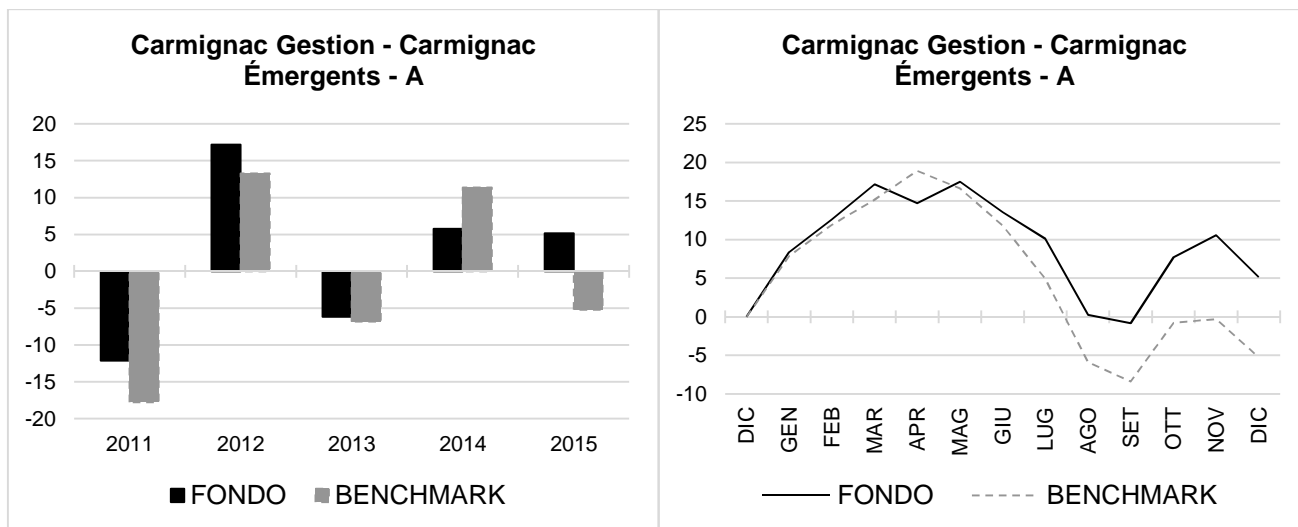 Carmignac Gestion - Carmignac
Émergents - A
20
15
10
5
0
-5
-10
-15
-20
2011 2012 2013 2014 2015
FONDO BENCHMARK
Carmignac Gestion - Carmignac
Émergents - A
25
20
15
10
5
0
-5
-10
DIC GEN FEB MAR APR MAG GIU LUG AGO SET OTT NOV DIC
FONDO BENCHMARK